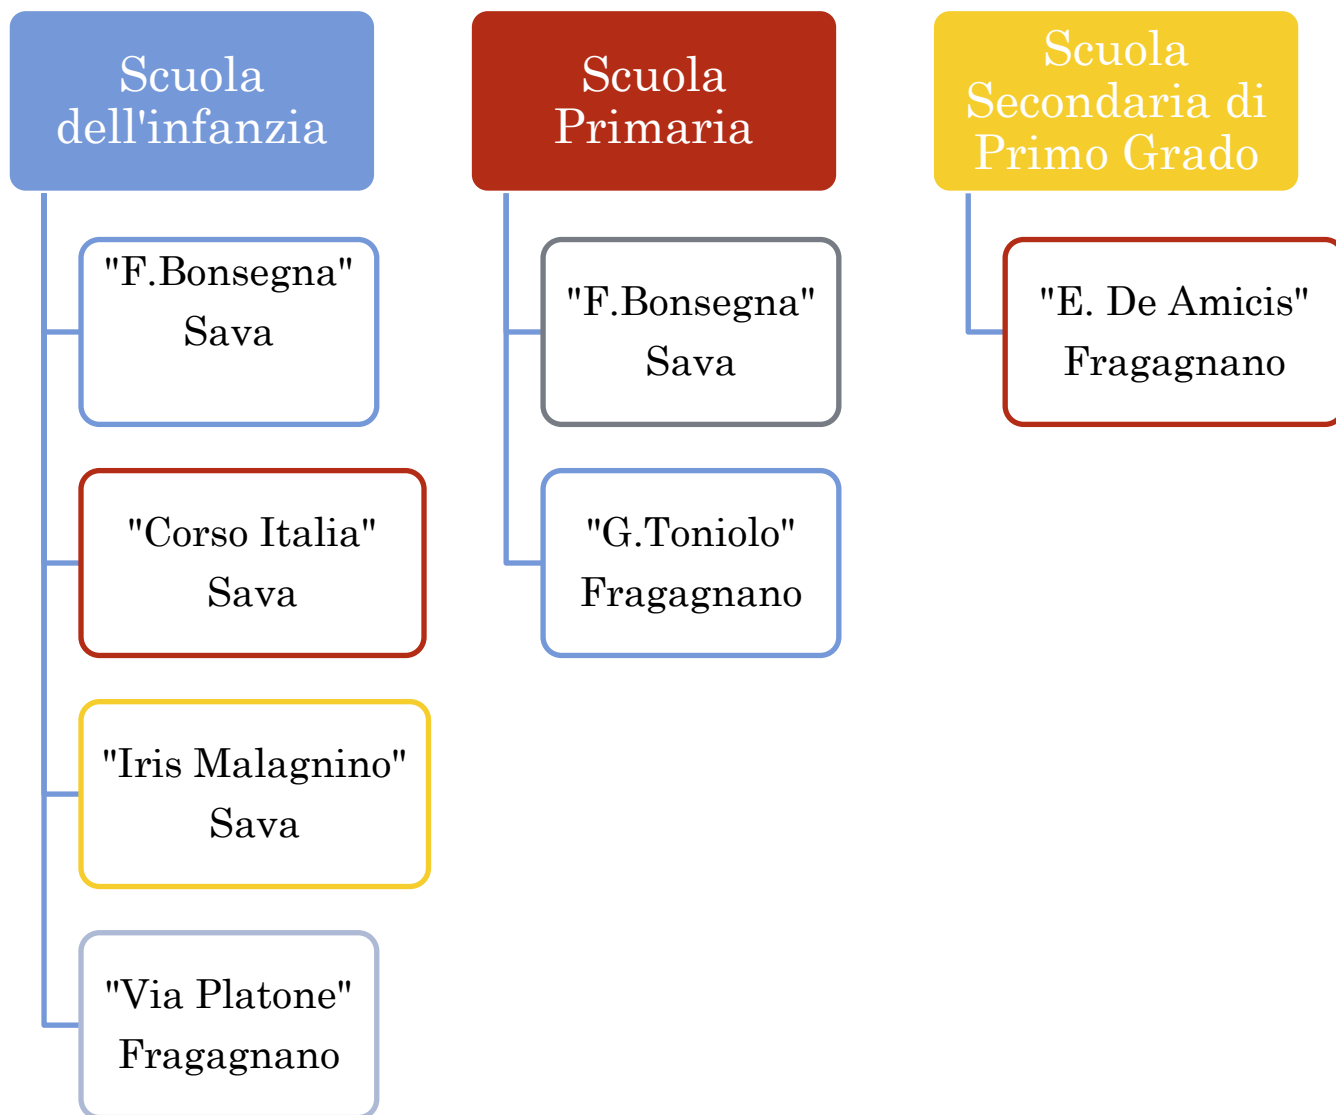 Scuola
dell'infanzia
"F.Bonsegna"
Sava
"Corso Italia"
Sava
"Iris Malagnino"
Sava
"Via Platone"
Fragagnano
Scuola
Primaria
"F.Bonsegna"
Sava
"G.Toniolo"
Fragagnano
Scuola
Secondaria di
Primo Grado
"E. De Amicis"
Fragagnano